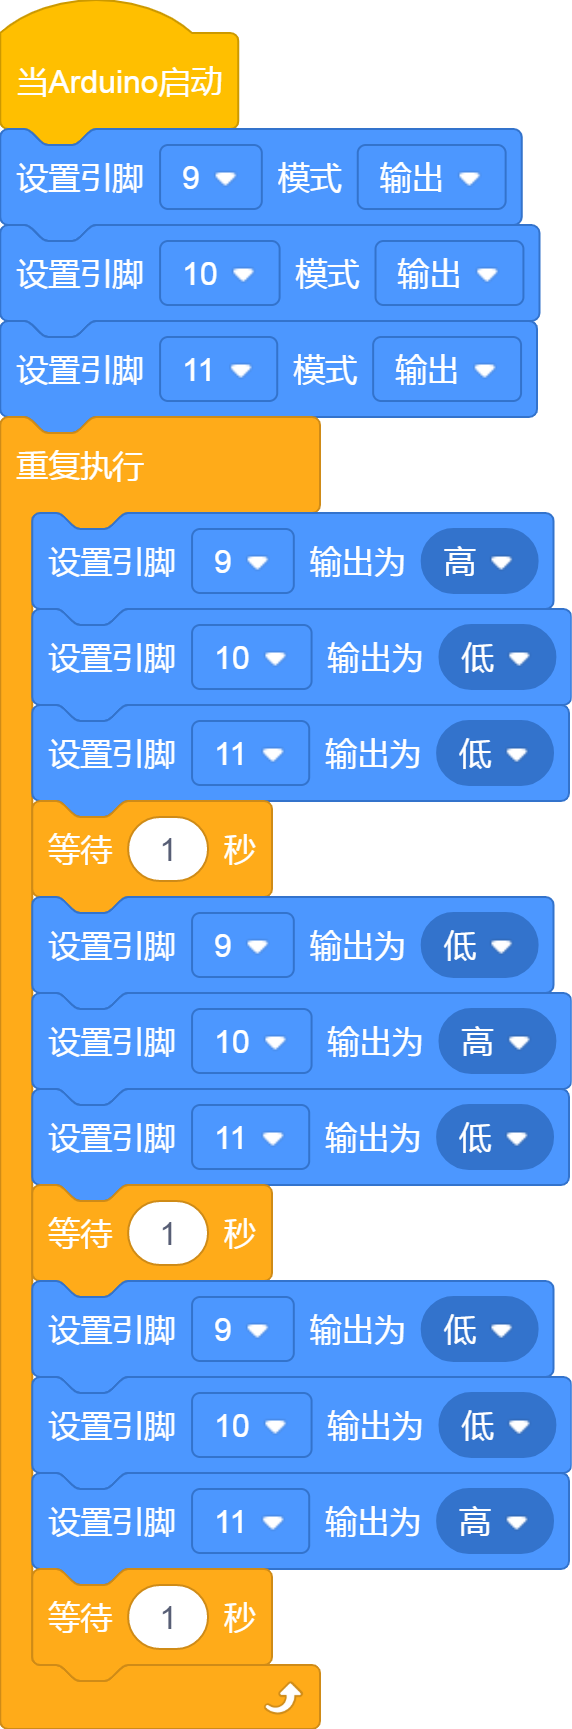 当Arduino启动
设置引脚 9 模式 输出
设置引脚 10 模式 输出
设置引脚 11 模式 输出
重复执行
设置引脚 9 输出为 高
设置引脚 10 输出为 低
设置引脚 11 输出为 低
等待 1 秒
设置引脚 9 输出为 低
设置引脚 10 输出为 高
设置引脚 11 输出为 低
等待 1 秒
设置引脚 9 输出为 低
设置引脚 10 输出为 低
设置引脚 11 输出为 高
等待 1 秒